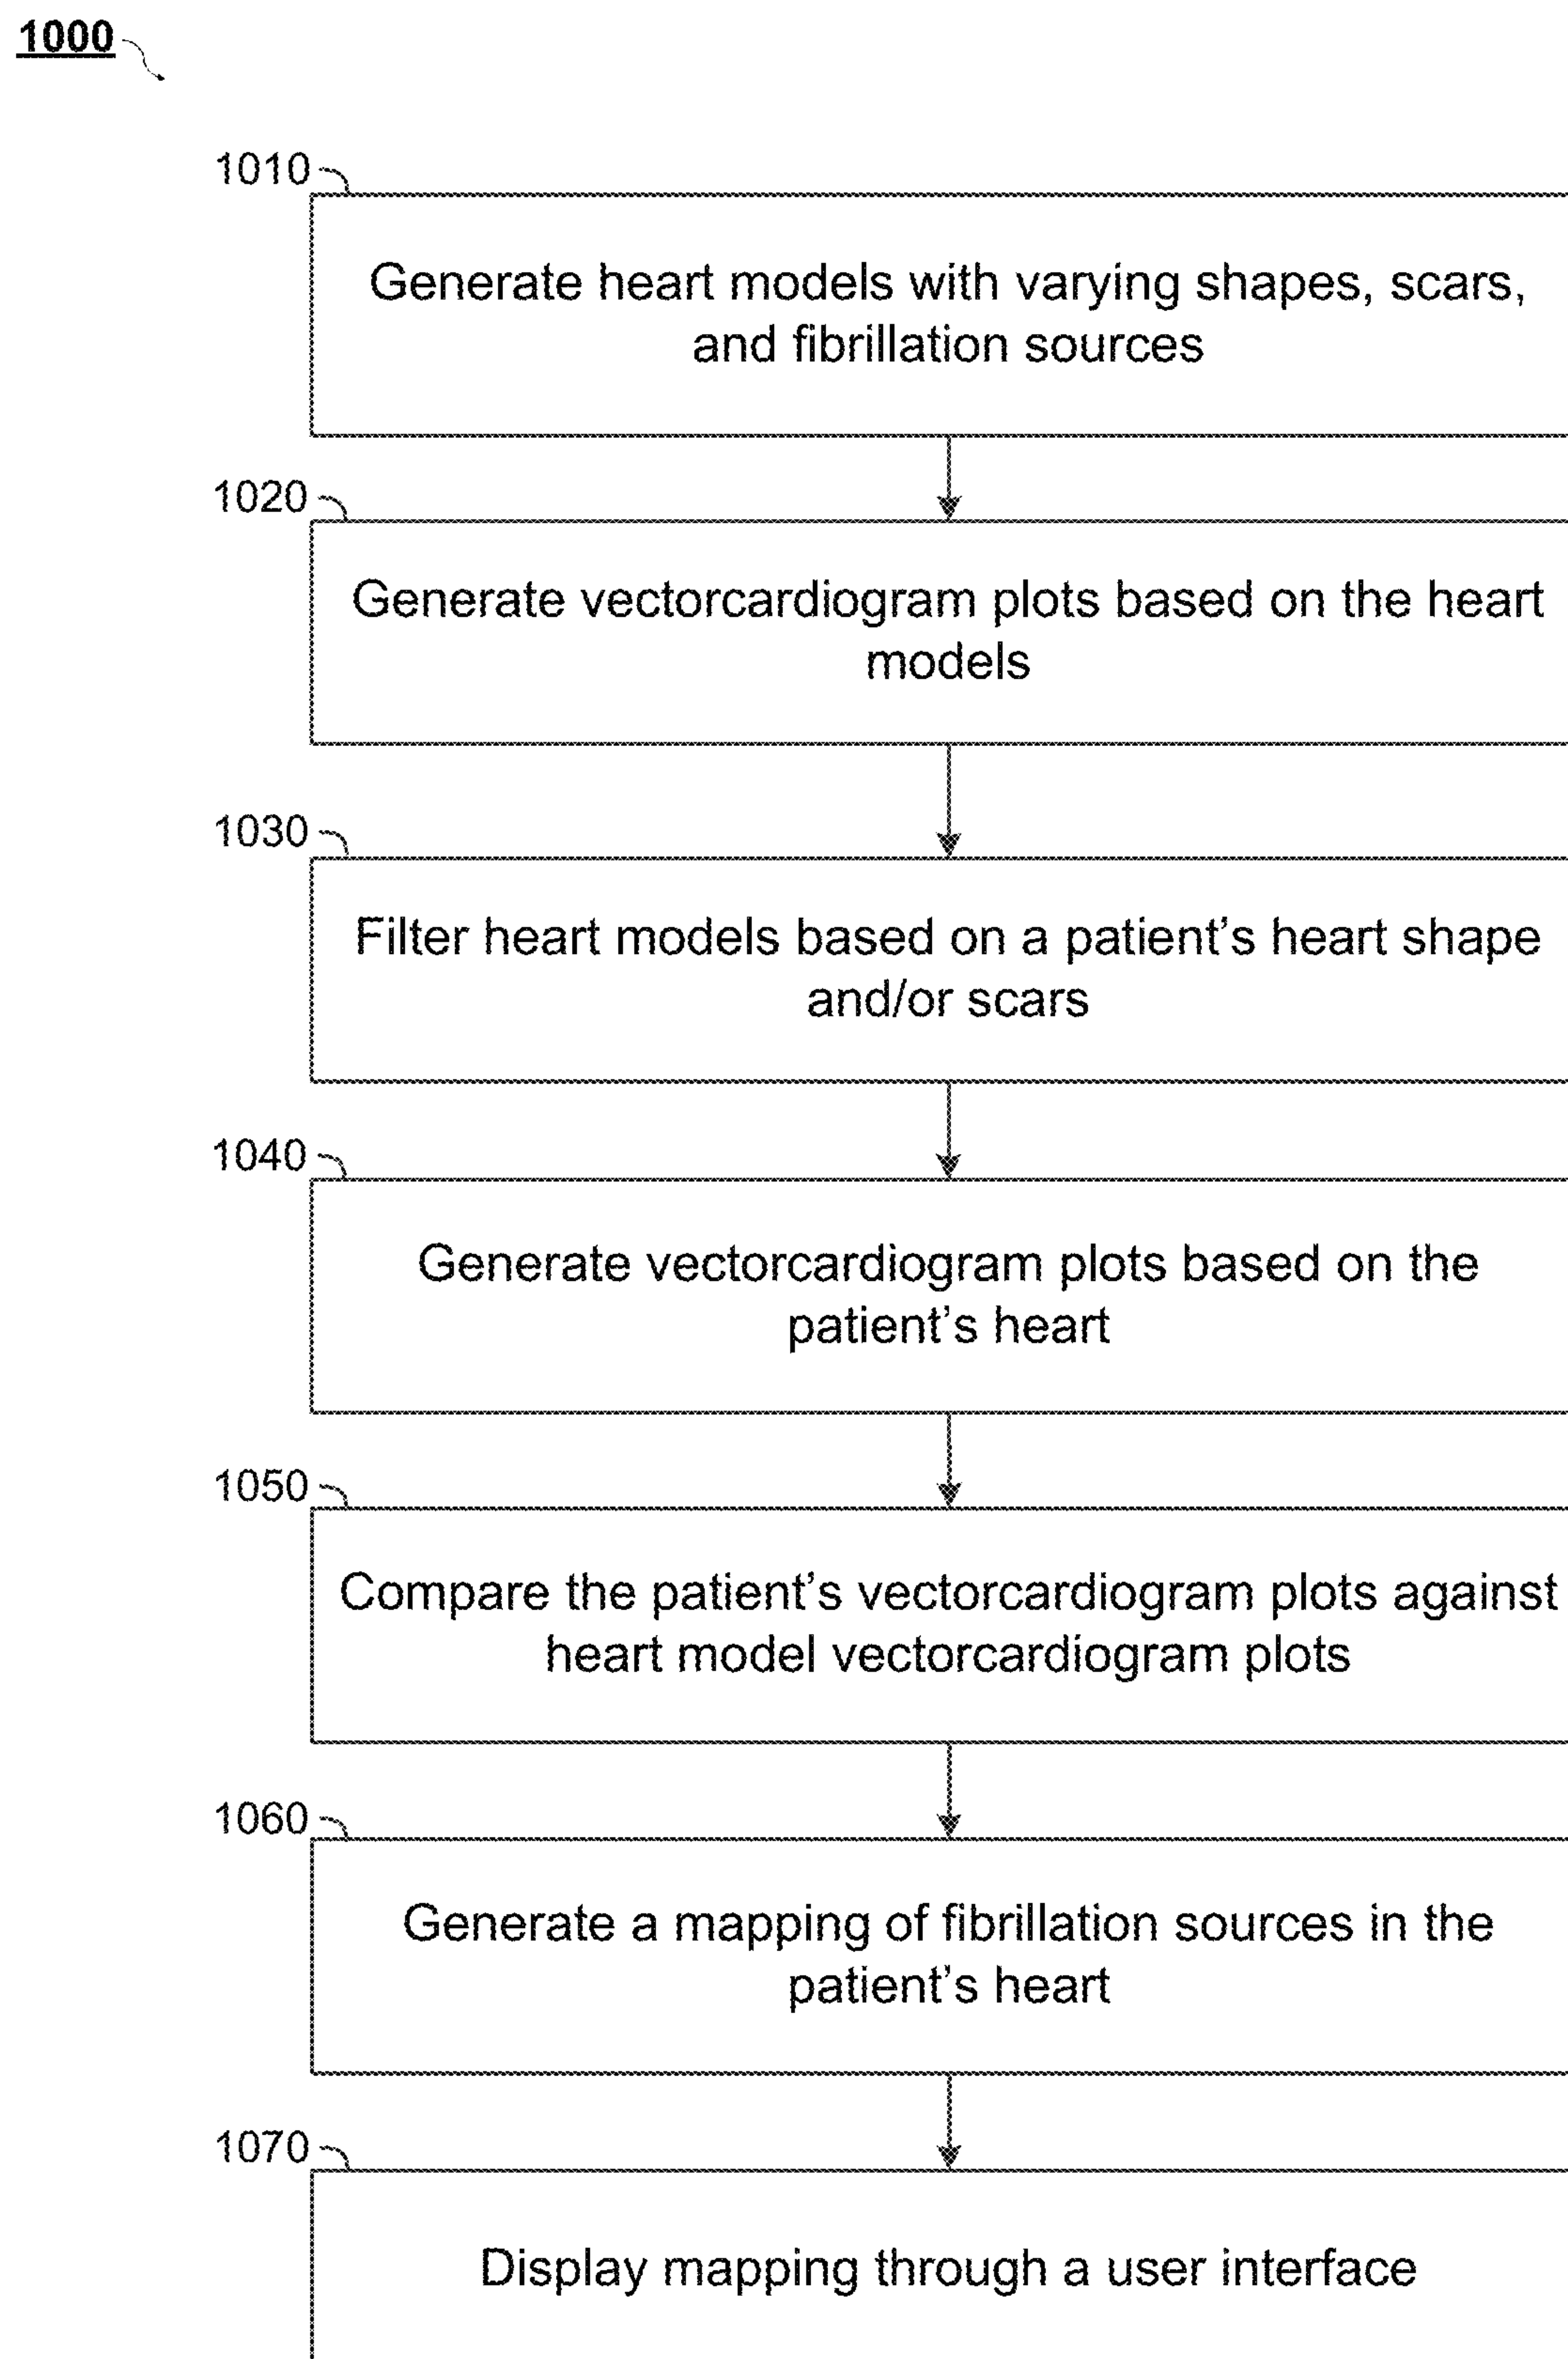 1000
1010
Generate heart models with varying shapes, scars,
and fibrillation sources
1020
Generate vectorcardiogram plots based on the heart
models
1030
Filter heart models based on a patient’s heart shape
and/or scars
1040
Generate vectorcardiogram plots based on the
patient’s heart
1050
Compare the patient’s vectorcardiogram plots against
heart model vectorcardiogram plots
1060
Generate a mapping of fibrillation sources in the
patient’s heart
1070
Display mapping through a user interface